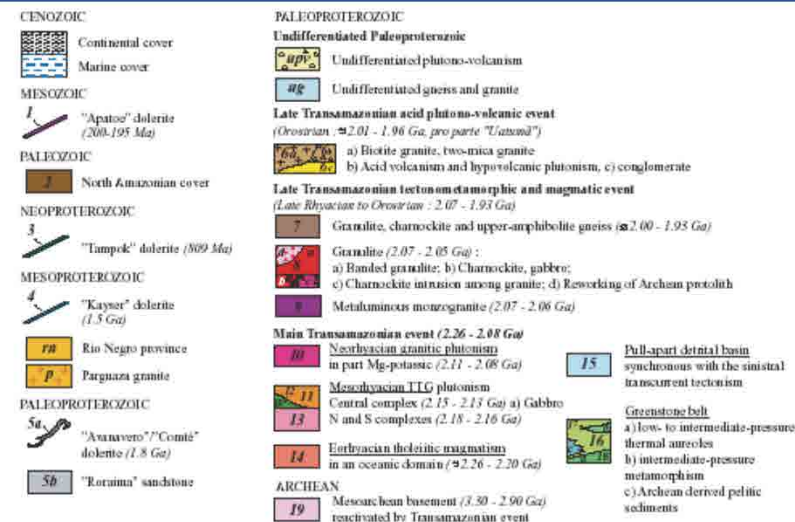 CENOZOIC
Continental cover
Marine cover
MESOZOIC
1
"Apatoe" dolerite
(200-195 Ma)
PALEOZOIC
2
North Amazonian cover
NEOPROTEROZOIC
3
"Tampok" dolerite (809 Ma)
MESOPROTEROZOIC
4
"Kayser" dolerite
(1.5 Ga)
rn
Rio Negro province
p
Parguaza granite
PALEOPROTEROZOIC
5a
"Avanavero"/"Comté"
dolerite (1.8 Ga)
5b
"Roraima" sandstone
PALEOPROTEROZOIC
Undifferentiated Paleoproterozoic
apv
Undifferentiated plutono-volcanism
ag
Undifferentiated gneiss and granite
Late Transamazonian acid plutono-volcanic event
(Orosirian : ≈2.01 - 1.96 Ga, pro parte "Uatumã")
6a
6c
a) Biotite granite, two-mica granite
b) Acid volcanism and hypovolcanic plutonism, c) conglomerate
Late Transamazonian tectonometamorphic and magmatic event
(Late Rhyacian to Orosirian : 2.07 - 1.93 Ga)
7
Granulite, charnockite and upper-amphibolite gneiss (≈2.00 - 1.93 Ga)
8
Granulite (2.07 - 2.05 Ga) :
a) Banded granulite; b) Charnockite, gabbro;
c) Charnockite intrusion among granite; d) Reworking of Archean protolith
9
Metaluminous monzogranite (2.07 - 2.06 Ga)
Main Transamazonian event (2.26 - 2.08 Ga)
10
Neorhyacian granitic plutonism
in part Mg-potassic (2.11 - 2.08 Ga)
12
11
Mesorhyacian TTG plutonism
Central complex (2.15 - 2.13 Ga) a) Gabbro
13
N and S complexes (2.18 - 2.16 Ga)
14
Eorhyacian tholeiitic magmatism
in an oceanic domain (≈2.26 - 2.20 Ga)
ARCHEAN
19
Mesoarchean basement (3.30 - 2.90 Ga)
reactivated by Transamazonian event
15
Pull-apart detrital basin
synchronous with the sinistral
transcurrent tectonism
17
16
18
Greenstone belt
a) low- to intermediate-pressure
thermal aureoles
b) intermediate-pressure
metamorphism
c) Archean derived pelitic
sediments